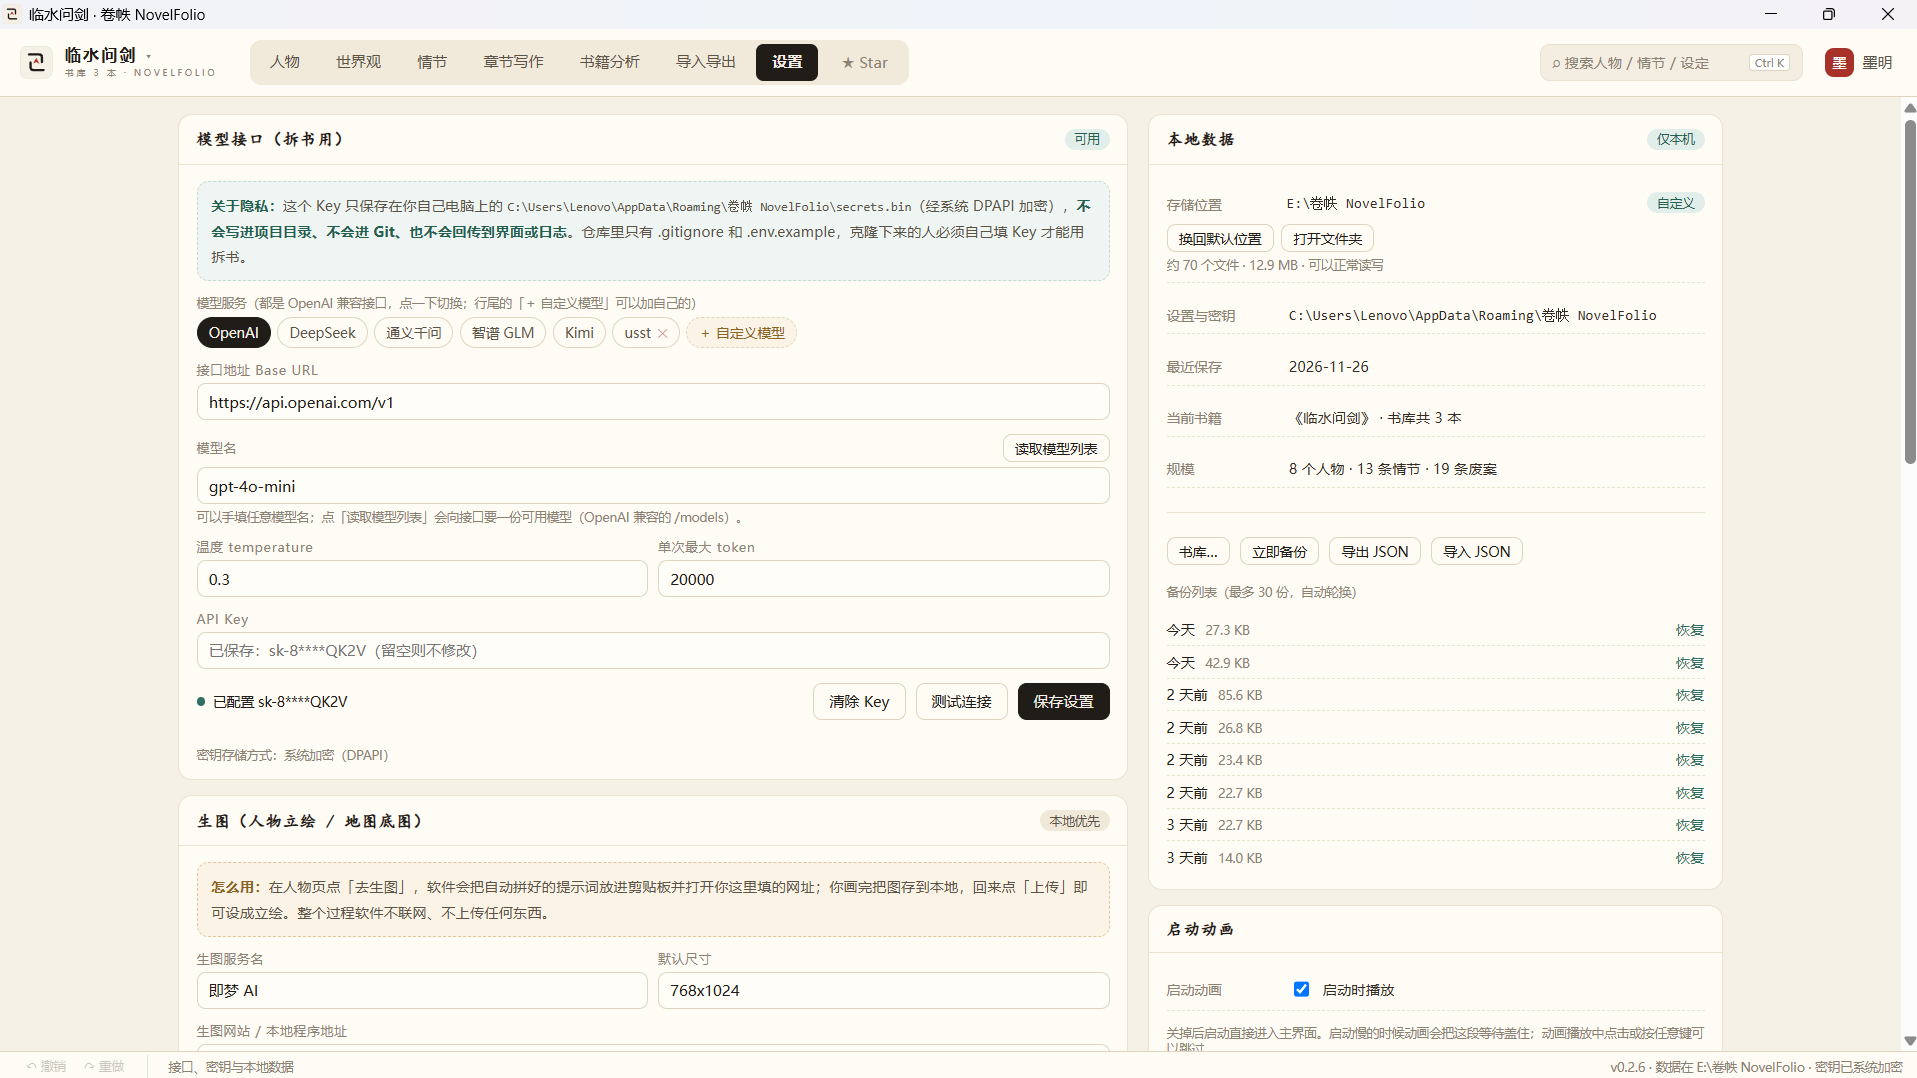 临水问剑 · 卷帙 NovelFolio
临水问剑
书库 3 本 · NOVELFOLIO
人物
世界观
情节
章节写作
书籍分析
导入导出
设置
★ Star
搜索人物 / 情节 / 设定
Ctrl K
墨
墨明
模型接口（拆书用）
可用
关于隐私：这个 Key 只保存在你自己电脑上的 C:\Users\Lenovo\AppData\Roaming\卷帙 NovelFolio\secrets.bin（经系统 DPAPI 加密），不
会写进项目目录、不会进 Git、也不会回传到界面或日志。仓库里只有 .gitignore 和 .env.example，克隆下来的人必须自己填 Key 才能用
拆书。
模型服务（都是 OpenAI 兼容接口，点一下切换；行尾的「+ 自定义模型」可以加自己的）
OpenAI
DeepSeek
通义千问
智谱 GLM
Kimi
usst ×
+ 自定义模型
接口地址 Base URL
https://api.openai.com/v1
模型名
读取模型列表
gpt-4o-mini
可以手填任意模型名；点「读取模型列表」会向接口要一份可用模型（OpenAI 兼容的 /models）。
温度 temperature
单次最大 token
0.3
20000
API Key
已保存：sk-8****QK2V（留空则不修改）
已配置 sk-8****QK2V
清除 Key
测试连接
保存设置
密钥存储方式：系统加密（DPAPI）
生图（人物立绘 / 地图底图）
本地优先
怎么用：在人物页点「去生图」，软件会把自动拼好的提示词放进剪贴板并打开你这里填的网址；你画完把图存到本地，回来点「上传」即
可设成立绘。整个过程软件不联网、不上传任何东西。
生图服务名
默认尺寸
即梦 AI
768x1024
生图网站 / 本地程序地址
本地数据
仅本机
存储位置
E:\卷帙 NovelFolio
自定义
换回默认位置
打开文件夹
约 70 个文件 · 12.9 MB · 可以正常读写
设置与密钥
C:\Users\Lenovo\AppData\Roaming\卷帙 NovelFolio
最近保存
2026-11-26
当前书籍
《临水问剑》 · 书库共 3 本
规模
8 个人物 · 13 条情节 · 19 条废案
书库...
立即备份
导出 JSON
导入 JSON
备份列表（最多 30 份，自动轮换）
今天 27.3 KB 恢复
今天 42.9 KB 恢复
2 天前 85.6 KB 恢复
2 天前 26.8 KB 恢复
2 天前 23.4 KB 恢复
2 天前 22.7 KB 恢复
3 天前 22.7 KB 恢复
3 天前 14.0 KB 恢复
启动动画
启动动画
启动时播放
关掉后启动直接进入主界面。启动慢的时候动画会把这段等待盖住；动画播放中点击或按任意键可
以跳过
撤销
重做
接口、密钥与本地数据
v0.2.6 · 数据在 E:\卷帙 NovelFolio · 密钥已系统加密